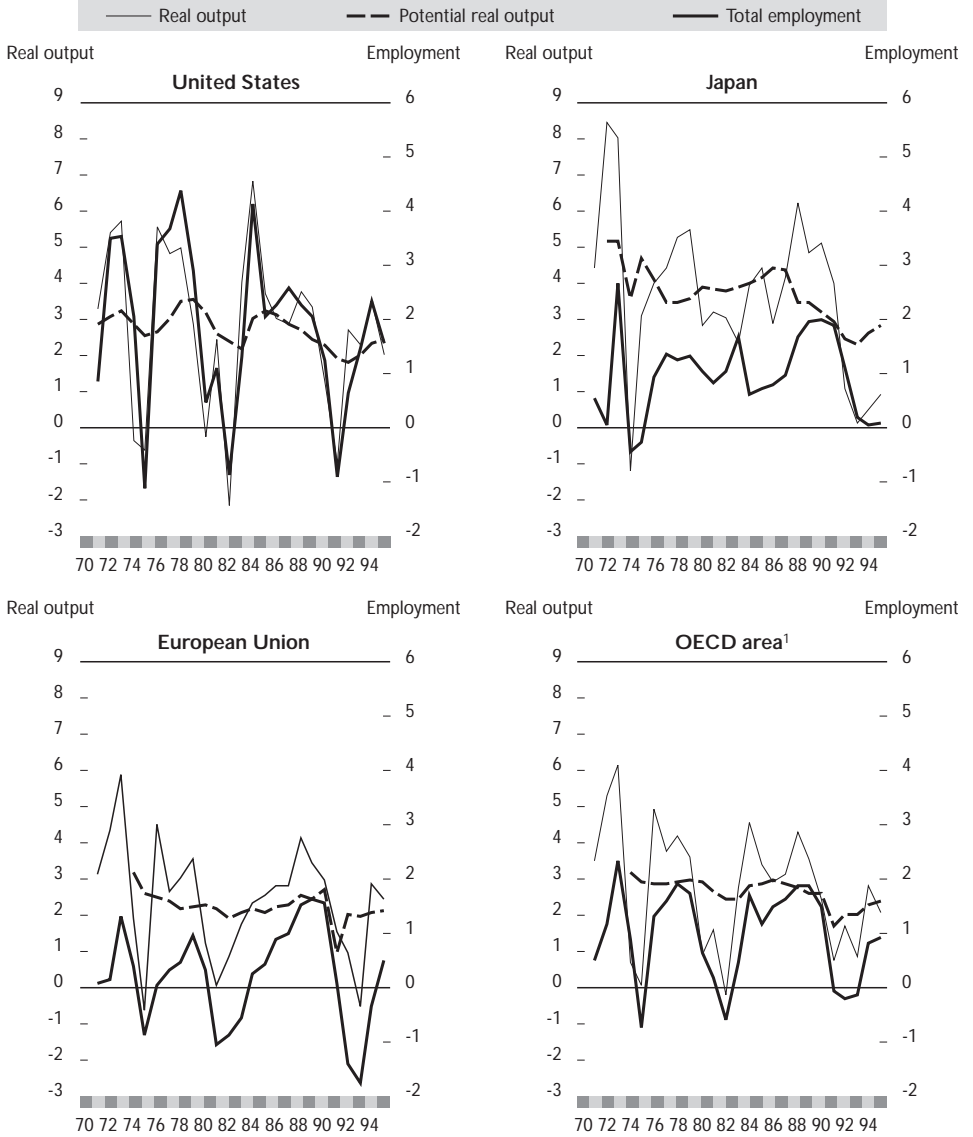 Real output Potential real output Total employment
Real output Employment Real output Employment
United States Japan
9 6 9 6
8 8
5 5
7 7
6 4 6 4
5 5
3 3
4 4
3 2 3 2
2 2
1 1
1 1
0 0 0 0
-1 -1
-1 -1
-2 -2
-3 -2 -3 -2
70 72 74 76 78 80 82 84 86 88 90 92 94 70 72 74 76 78 80 82 84 86 88 90 92 94
Real output Employment Real output Employment
European Union OECD area¹
9 6 9 6
8 8
5 5
7 7
6 4 6 4
5 5
3 3
4 4
3 2 3 2
2 2
1 1
1 1
0 0 0 0
-1 -1
-1 -1
-2 -2
-3 -2 -3 -2
70 72 74 76 78 80 82 84 86 88 90 92 94 70 72 74 76 78 80 82 84 86 88 90 92 94